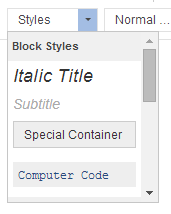 Styles Normal ...
Block Styles
Italic Title
Subtitle
Special Container
Computer Code